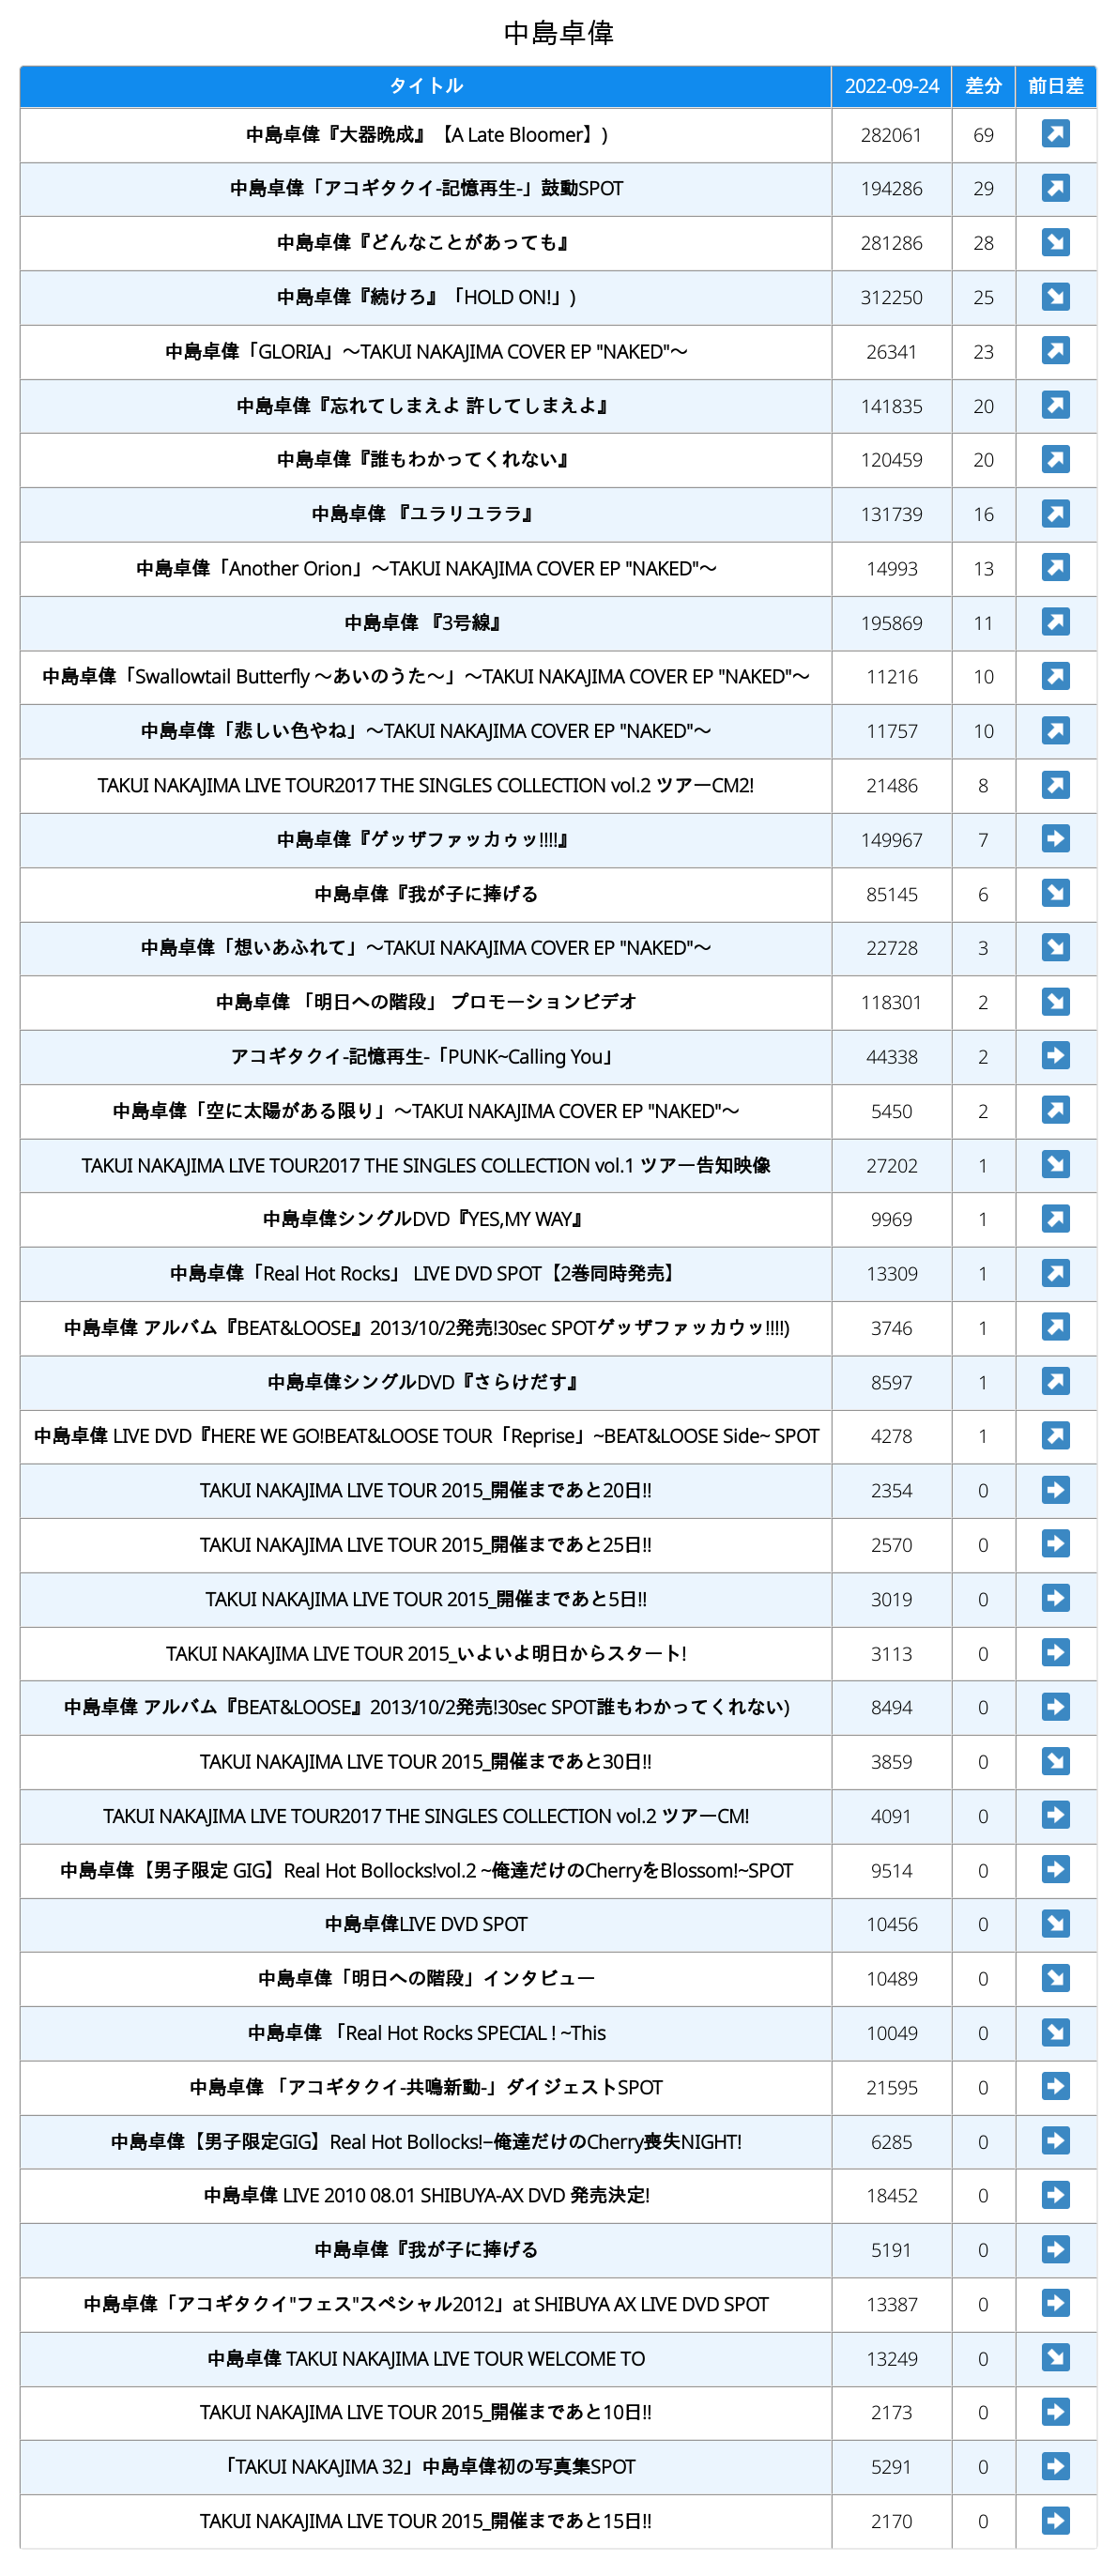 中島卓偉
タイトル 2022-09-24 差分 前日差
中島卓偉『大器晩成』【A Late Bloomer】) 282061 69 ↗
中島卓偉「アコギタクイ-記憶再生-」鼓動SPOT 194286 29 ↗
中島卓偉『どんなことがあっても』 281286 28 ↘
中島卓偉『続けろ』「HOLD ON!」) 312250 25 ↘
中島卓偉「GLORIA」〜TAKUI NAKAJIMA COVER EP "NAKED"〜 26341 23 ↗
中島卓偉『忘れてしまえよ 許してしまえよ』 141835 20 ↗
中島卓偉『誰もわかってくれない』 120459 20 ↗
中島卓偉 『ユラリユララ』 131739 16 ↗
中島卓偉「Another Orion」〜TAKUI NAKAJIMA COVER EP "NAKED"〜 14993 13 ↗
中島卓偉 『3号線』 195869 11 ↗
中島卓偉「Swallowtail Butterfly 〜あいのうた〜」〜TAKUI NAKAJIMA COVER EP "NAKED"〜 11216 10 ↗
中島卓偉「悲しい色やね」〜TAKUI NAKAJIMA COVER EP "NAKED"〜 11757 10 ↗
TAKUI NAKAJIMA LIVE TOUR2017 THE SINGLES COLLECTION vol.2 ツアーCM2! 21486 8 ↗
中島卓偉『ゲッザファッカゥッ!!!!』 149967 7 ➡
中島卓偉『我が子に捧げる 85145 6 ↘
中島卓偉「想いあふれて」〜TAKUI NAKAJIMA COVER EP "NAKED"〜 22728 3 ↘
中島卓偉 「明日への階段」 プロモーションビデオ 118301 2 ↘
アコギタクイ-記憶再生-「PUNK~Calling You」 44338 2 ➡
中島卓偉「空に太陽がある限り」〜TAKUI NAKAJIMA COVER EP "NAKED"〜 5450 2 ↗
TAKUI NAKAJIMA LIVE TOUR2017 THE SINGLES COLLECTION vol.1 ツアー告知映像 27202 1 ↘
中島卓偉シングルDVD『YES,MY WAY』 9969 1 ↗
中島卓偉「Real Hot Rocks」 LIVE DVD SPOT【2巻同時発売】 13309 1 ↗
中島卓偉 アルバム『BEAT&LOOSE』2013/10/2発売!30sec SPOTゲッザファッカウッ!!!!) 3746 1 ↗
中島卓偉シングルDVD『さらけだす』 8597 1 ↗
中島卓偉 LIVE DVD『HERE WE GO!BEAT&LOOSE TOUR「Reprise」~BEAT&LOOSE Side~ SPOT 4278 1 ↗
TAKUI NAKAJIMA LIVE TOUR 2015_開催まであと20日!! 2354 0 ➡
TAKUI NAKAJIMA LIVE TOUR 2015_開催まであと25日!! 2570 0 ➡
TAKUI NAKAJIMA LIVE TOUR 2015_開催まであと5日!! 3019 0 ➡
TAKUI NAKAJIMA LIVE TOUR 2015_いよいよ明日からスタート! 3113 0 ➡
中島卓偉 アルバム『BEAT&LOOSE』2013/10/2発売!30sec SPOT誰もわかってくれない) 8494 0 ➡
TAKUI NAKAJIMA LIVE TOUR 2015_開催まであと30日!! 3859 0 ↘
TAKUI NAKAJIMA LIVE TOUR2017 THE SINGLES COLLECTION vol.2 ツアーCM! 4091 0 ➡
中島卓偉【男子限定 GIG】Real Hot Bollocks!vol.2 ~俺達だけのCherryをBlossom!~SPOT 9514 0 ➡
中島卓偉LIVE DVD SPOT 10456 0 ↘
中島卓偉「明日への階段」インタビュー 10489 0 ↘
中島卓偉 「Real Hot Rocks SPECIAL ! ~This 10049 0 ↘
中島卓偉 「アコギタクイ-共鳴新動-」ダイジェストSPOT 21595 0 ➡
中島卓偉【男子限定GIG】Real Hot Bollocks!−俺達だけのCherry喪失NIGHT! 6285 0 ➡
中島卓偉 LIVE 2010 08.01 SHIBUYA-AX DVD 発売決定! 18452 0 ➡
中島卓偉『我が子に捧げる 5191 0 ➡
中島卓偉「アコギタクイ"フェス"スペシャル2012」at SHIBUYA AX LIVE DVD SPOT 13387 0 ➡
中島卓偉 TAKUI NAKAJIMA LIVE TOUR WELCOME TO 13249 0 ↘
TAKUI NAKAJIMA LIVE TOUR 2015_開催まであと10日!! 2173 0 ➡
「TAKUI NAKAJIMA 32」中島卓偉初の写真集SPOT 5291 0 ➡
TAKUI NAKAJIMA LIVE TOUR 2015_開催まであと15日!! 2170 0 ➡